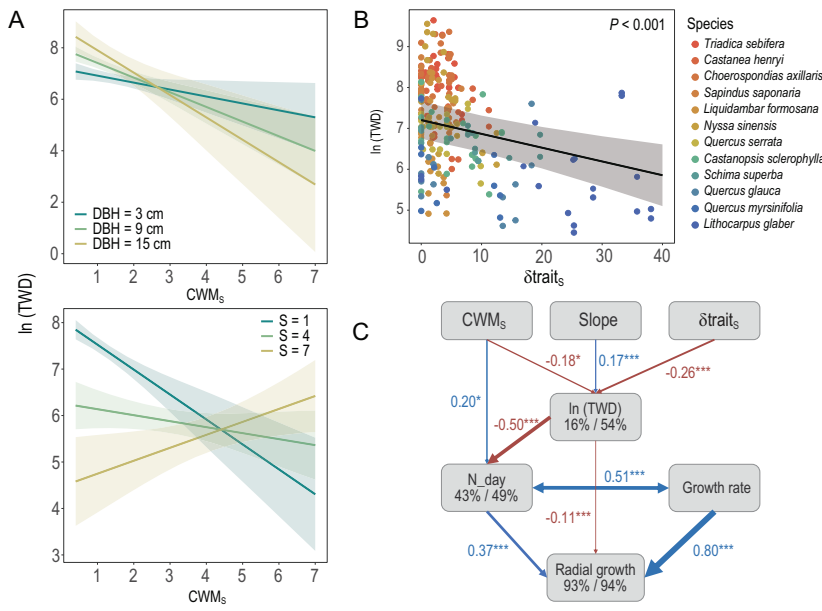 A
ln (TWD)
8
6
4
2
0
DBH = 3 cm
DBH = 9 cm
DBH = 15 cm
1 2 3 4 5 6 7
CWMS
8
7
6
5
4
3
S = 1
S = 4
S = 7
1 2 3 4 5 6 7
CWMS
B
P < 0.001
ln (TWD)
9
8
7
6
5
0 10 20 30 40
δtraitS
Species
Triadica sebifera
Castanea henryi
Choerospondias axillaris
Sapindus saponaria
Liquidambar formosana
Nyssa sinensis
Quercus serrata
Castanopsis sclerophylla
Schima superba
Quercus glauca
Quercus myrsinifolia
Lithocarpus glaber
C
CWMS
Slope
δtraitS
-0.18*
0.17***
-0.26***
0.20*
ln (TWD)
16% / 54%
-0.50***
N_day
43% / 49%
0.51***
Growth rate
-0.11***
0.37***
0.80***
Radial growth
93% / 94%